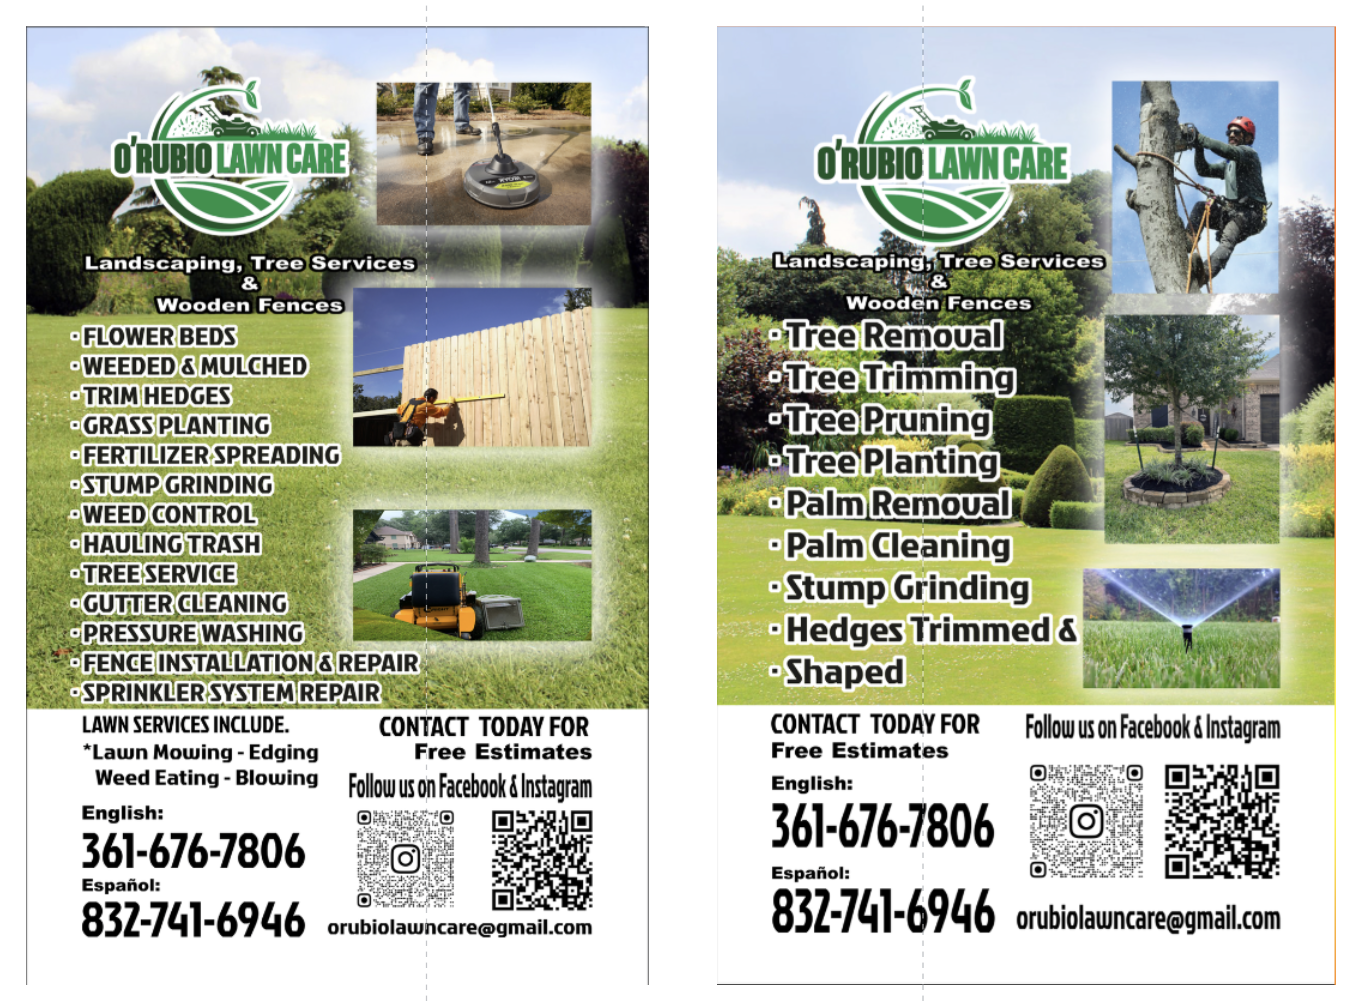 O'RUBIO LAWN CARE
Landscaping, Tree Services
&
Wooden Fences
· FLOWER BEDS
· WEEDED & MULCHED
· TRIM HEDGES
· GRASS PLANTING
· FERTILIZER SPREADING
· STUMP GRINDING
· WEED CONTROL
· HAULING TRASH
· TREE SERVICE
· GUTTER CLEANING
· PRESSURE WASHING
· FENCE INSTALLATION & REPAIR
· SPRINKLER SYSTEM REPAIR
LAWN SERVICES INCLUDE.
*Lawn Mowing - Edging
Weed Eating - Blowing
English:
361-676-7806
Español:
832-741-6946
CONTACT TODAY FOR
Free Estimates
Follow us on Facebook & Instagram
orubiolawncare@gmail.com
RYOBI
O'RUBIO LAWN CARE
Landscaping, Tree Services
&
Wooden Fences
· Tree Removal
· Tree Trimming
· Tree Pruning
· Tree Planting
· Palm Removal
· Palm Cleaning
· Stump Grinding
· Hedges Trimmed &
· Shaped
CONTACT TODAY FOR
Free Estimates
English:
361-676-7806
Español:
832-741-6946
Follow us on Facebook & Instagram
orubiolawncare@gmail.com